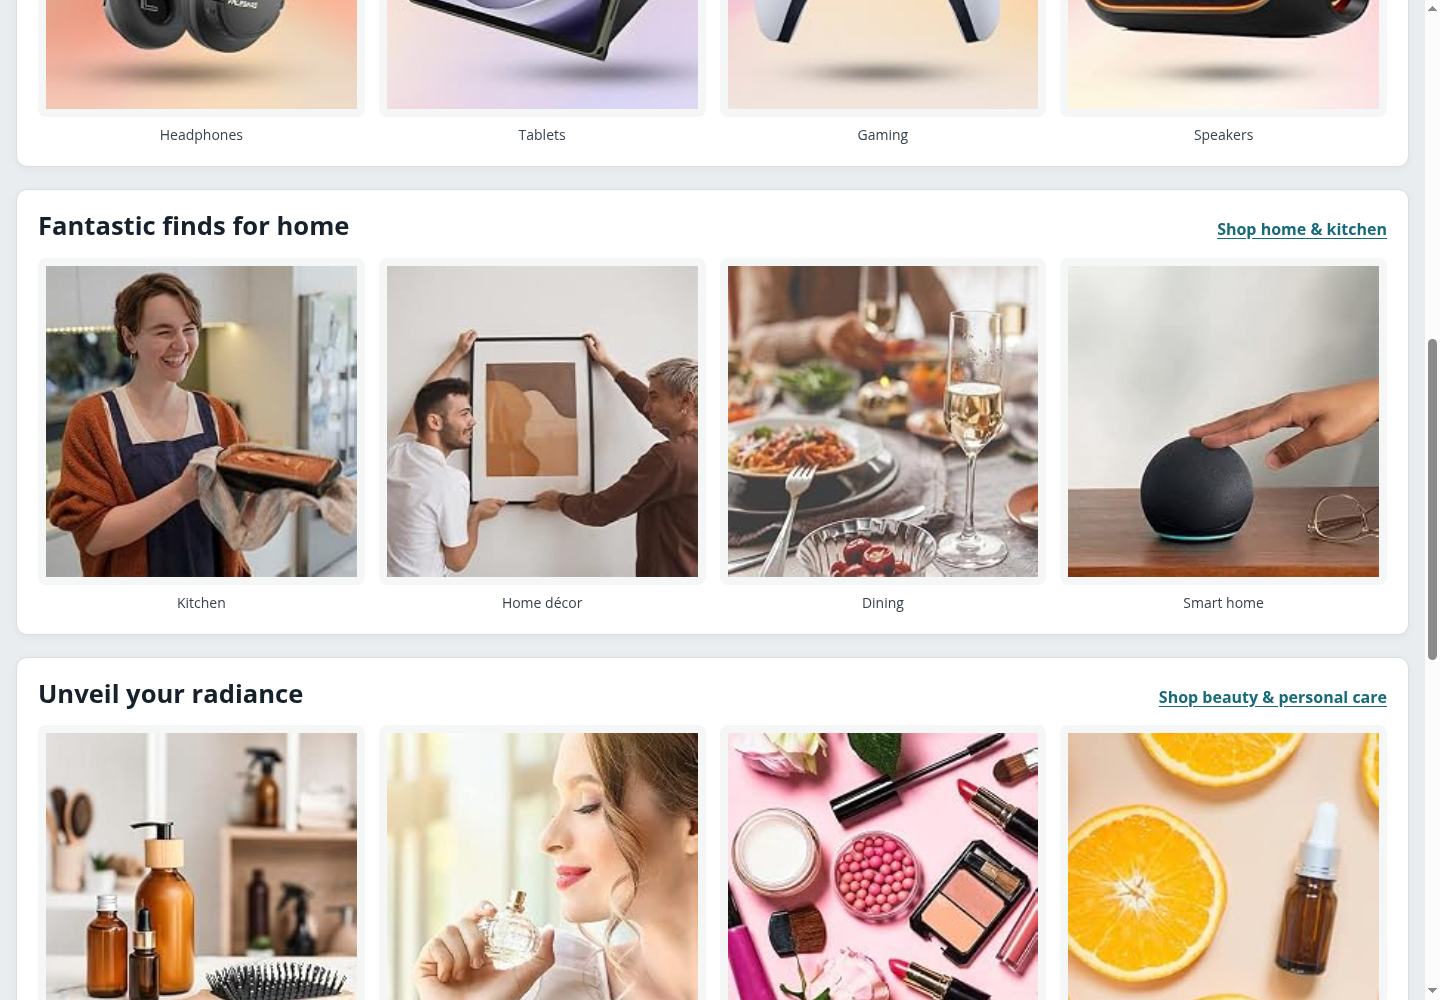 Headphones
Tablets
Gaming
Speakers
Fantastic finds for home
Shop home & kitchen
Kitchen
Home décor
Dining
Smart home
Unveil your radiance
Shop beauty & personal care